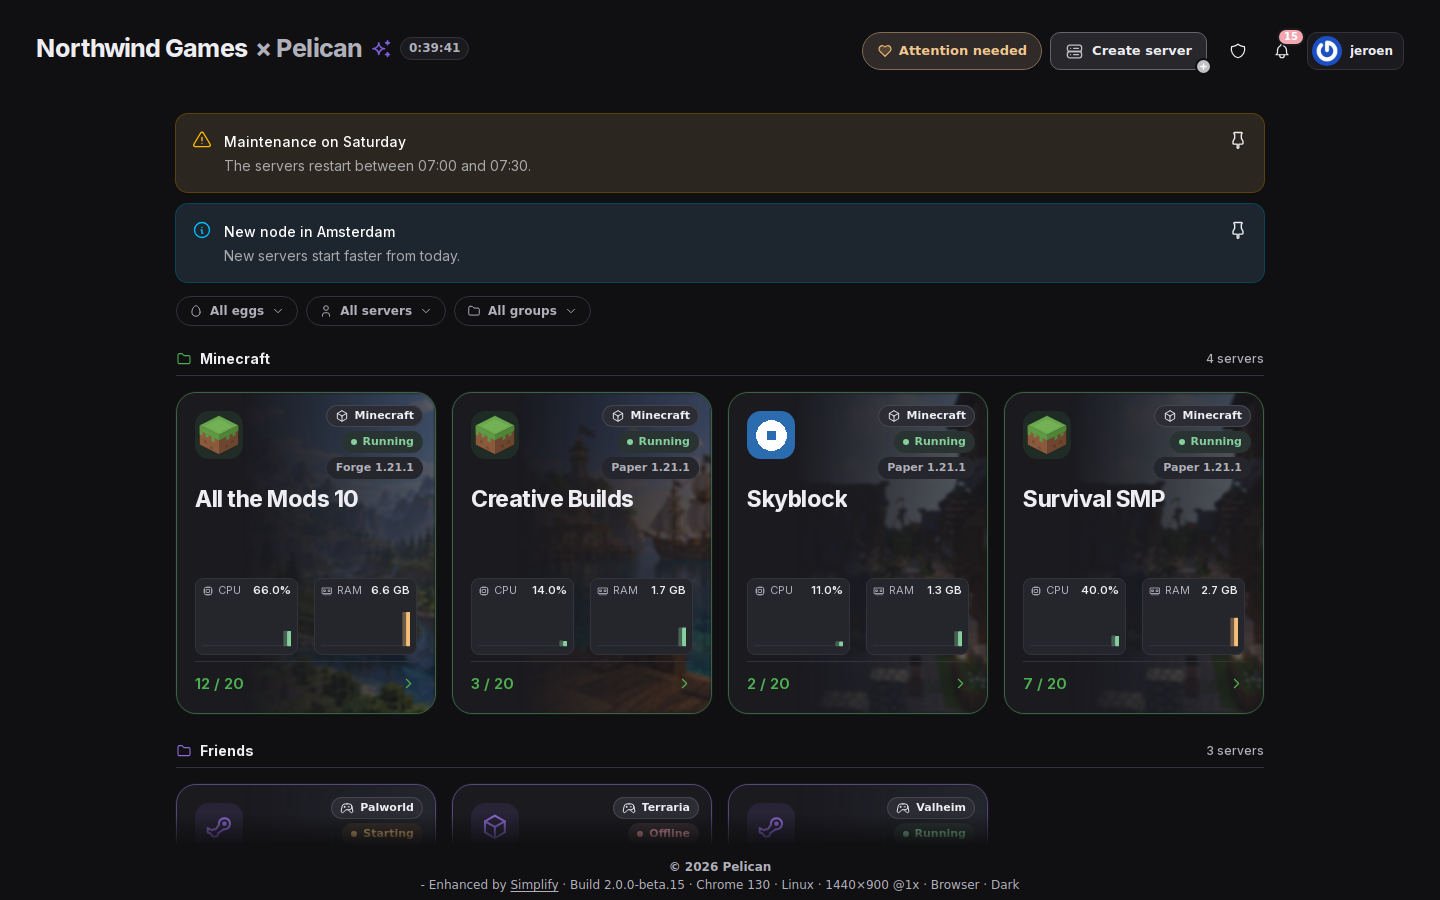 Northwind Games × Pelican 0:39:41
Attention needed
Create server
15
jeroen
Maintenance on Saturday
The servers restart between 07:00 and 07:30.
New node in Amsterdam
New servers start faster from today.
All eggs
All servers
All groups
Minecraft
4 servers
Minecraft
Running
Forge 1.21.1
All the Mods 10
CPU 66.0%
RAM 6.6 GB
12 / 20
Minecraft
Running
Paper 1.21.1
Creative Builds
CPU 14.0%
RAM 1.7 GB
3 / 20
Minecraft
Running
Paper 1.21.1
Skyblock
CPU 11.0%
RAM 1.3 GB
2 / 20
Minecraft
Running
Paper 1.21.1
Survival SMP
CPU 40.0%
RAM 2.7 GB
7 / 20
Friends
3 servers
Palworld
Starting
Terraria
Offline
Valheim
Running
© 2026 Pelican
- Enhanced by Simplify · Build 2.0.0-beta.15 · Chrome 130 · Linux · 1440×900 @1x · Browser · Dark